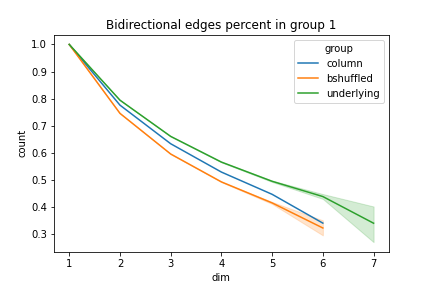 Bidirectional edges percent in group 1
group
column
bshuffled
underlying
count
1.0
0.9
0.8
0.7
0.6
0.5
0.4
0.3
1 2 3 4 5 6 7
dim